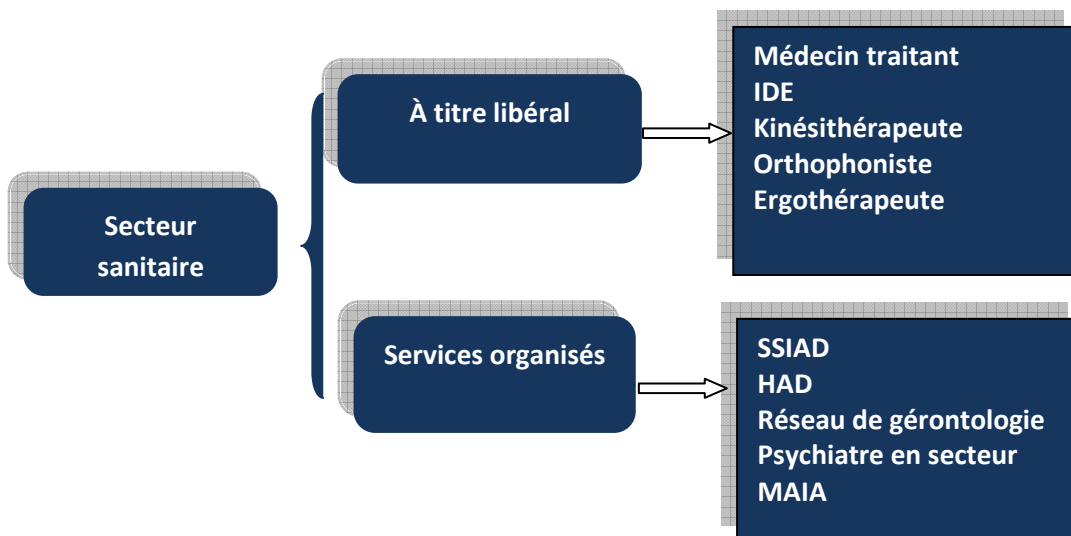 Secteur
sanitaire
À titre libéral
Médecin traitant
IDE
Kinésithérapeute
Orthophoniste
Ergothérapeute
Services organisés
SSIAD
HAD
Réseau de gérontologie
Psychiatre en secteur
MAIA